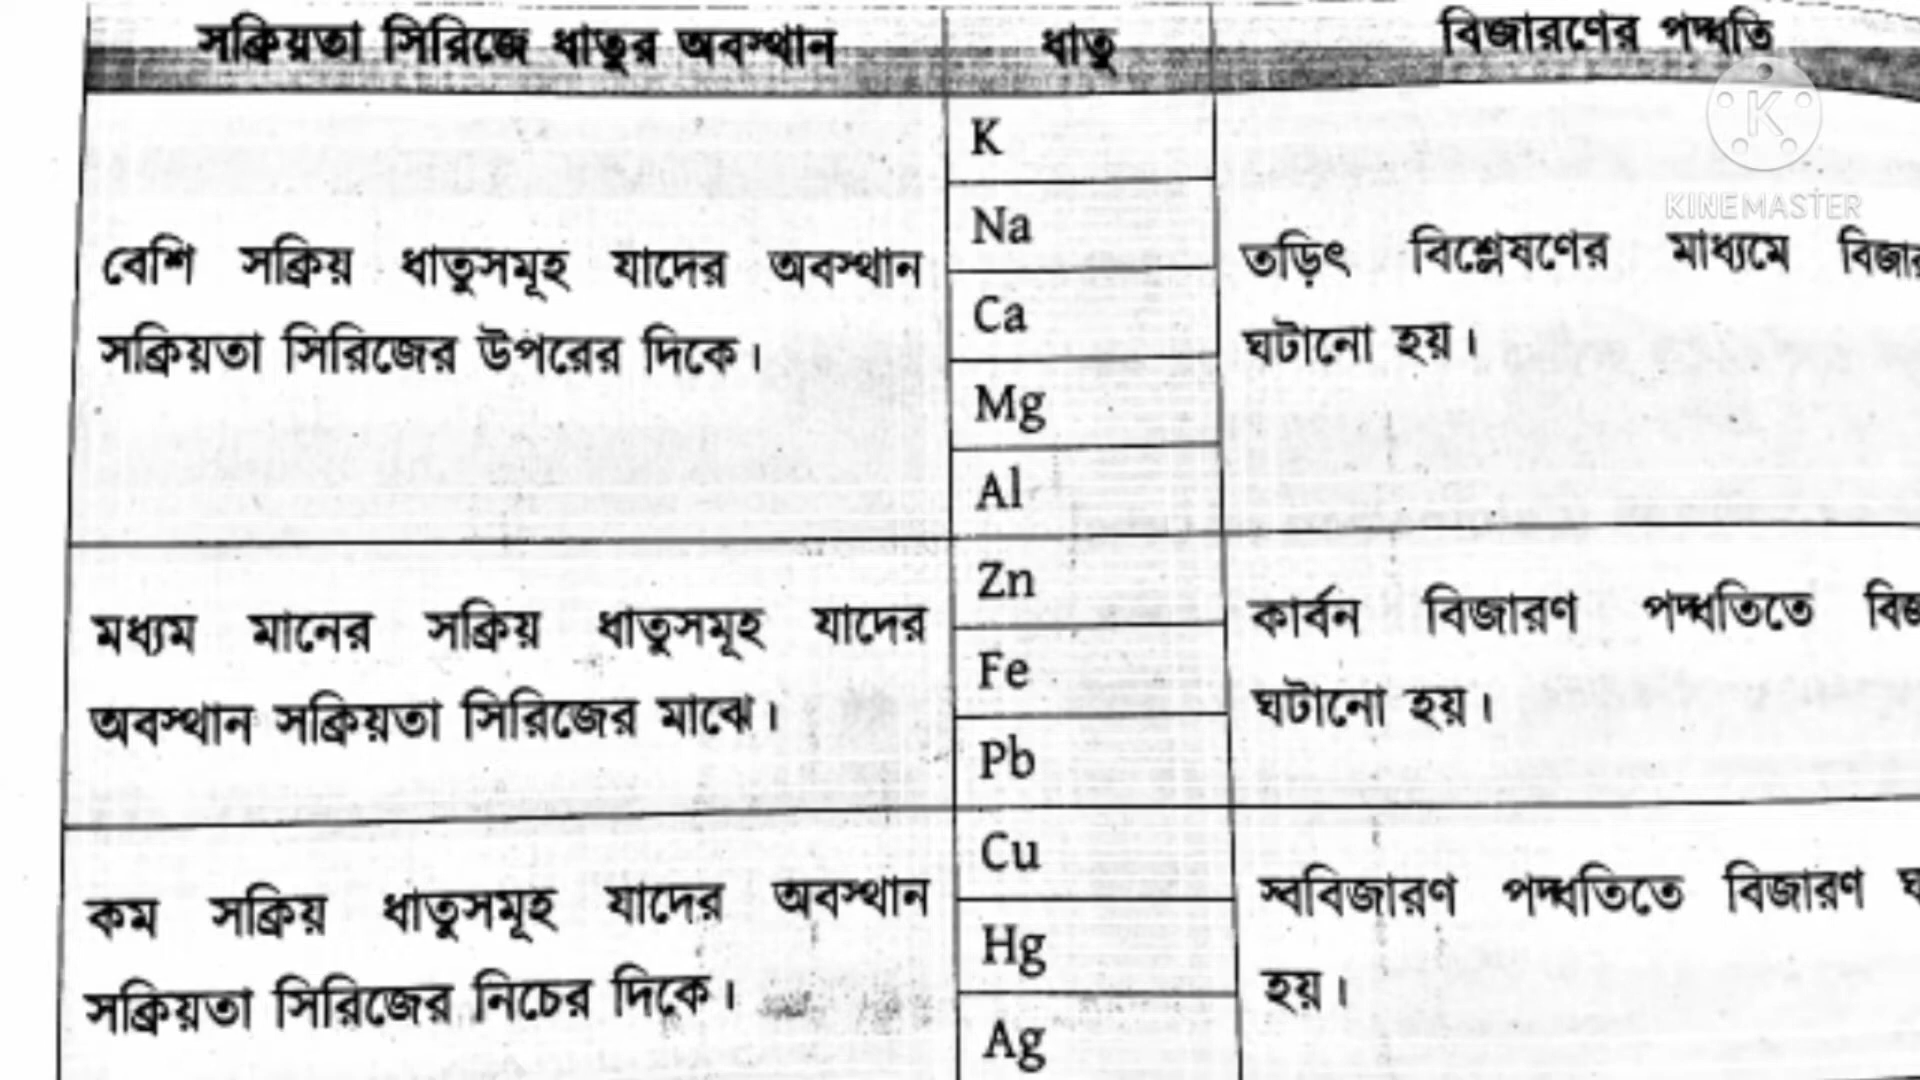 সক্রিয়তা সিরিজে ধাতুর অবস্থান
ধাতু
বিজারণের পদ্ধতি
বেশি সক্রিয় ধাতুসমূহ যাদের অবস্থান
সক্রিয়তা সিরিজের উপরের দিকে।
K
Na
Ca
Mg
Al
তড়িৎ বিশ্লেষণের মাধ্যমে
ঘটানো হয়।
মধ্যম মানের সক্রিয় ধাতুসমূহ যাদের
অবস্থান সক্রিয়তা সিরিজের মাঝে।
Zn
Fe
Pb
কার্বন বিজারণ পদ্ধতিতে
ঘটানো হয়।
কম সক্রিয় ধাতুসমূহ যাদের অবস্থান
সক্রিয়তা সিরিজের নিচের দিকে।
Cu
Hg
Ag
স্ববিজারণ পদ্ধতিতে বিজারণ
হয়।
K
KINEMASTER